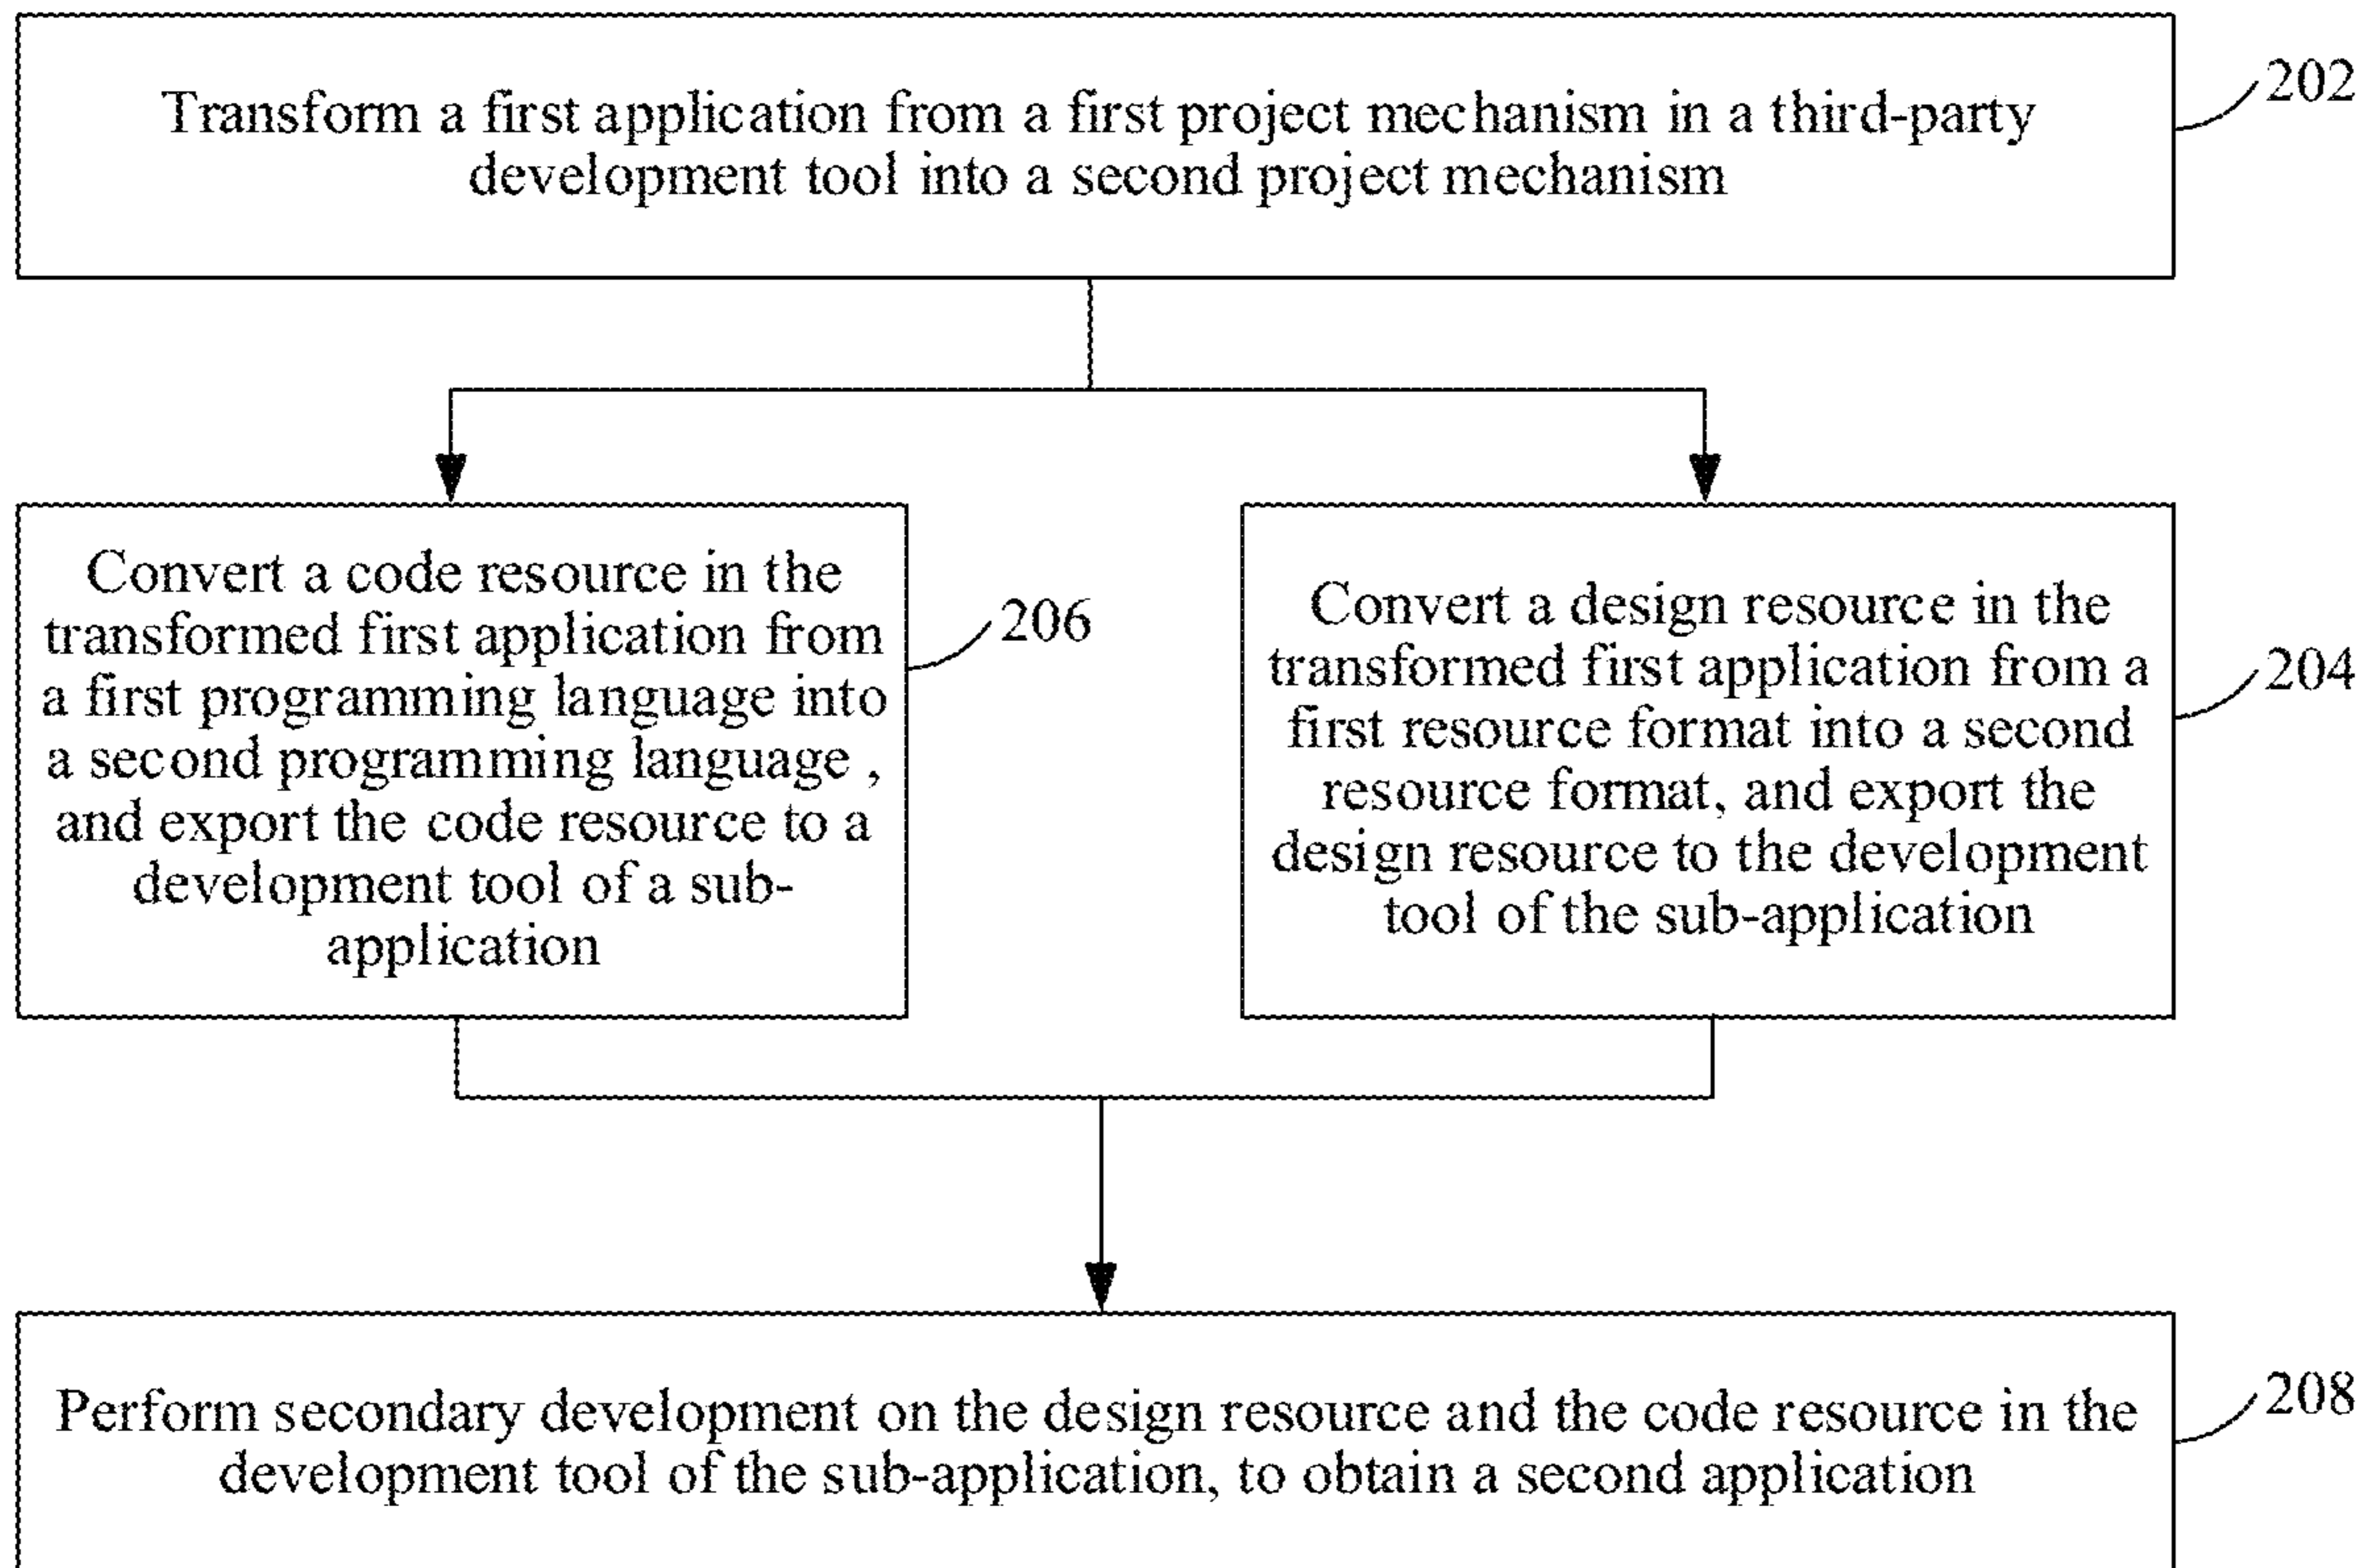 Transform a first application from a first project mechanism in a third-party
development tool into a second project mechanism
202
Convert a code resource in the
transformed first application from
a first programming language into
a second programming language ,
and export the code resource to a
development tool of a sub-
application
206
Convert a design resource in the
transformed first application from a
first resource format into a second
resource format, and export the
design resource to the development
tool of the sub-application
204
Perform secondary development on the design resource and the code resource in the
development tool of the sub-application, to obtain a second application
208